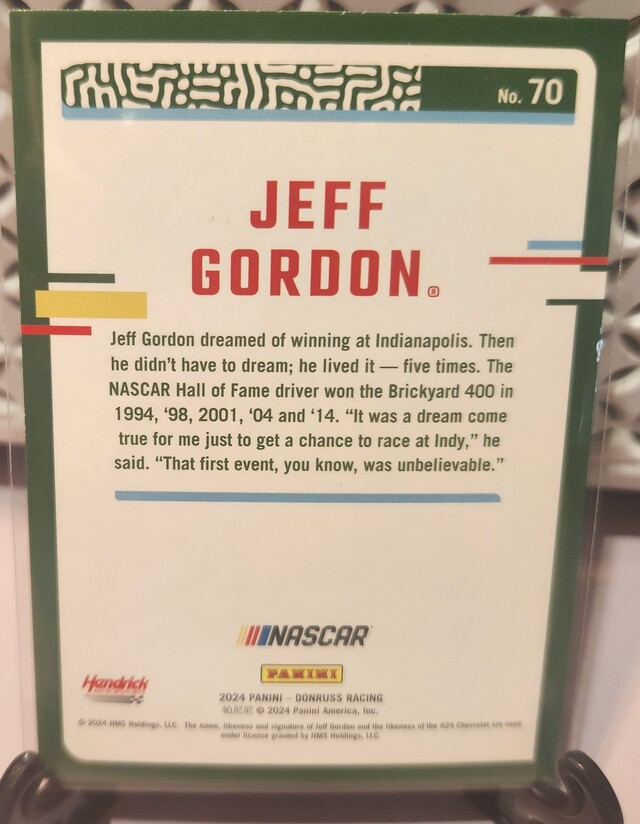 No. 70
JEFF
GORDON®
Jeff Gordon dreamed of winning at Indianapolis. Then
he didn't have to dream; he lived it — five times. The
NASCAR Hall of Fame driver won the Brickyard 400 in
1994, '98, 2001, '04 and '14. "It was a dream come
true for me just to get a chance to race at Indy," he
said. "That first event, you know, was unbelievable."
NASCAR
PANINI
Hendrick
2024 PANINI – DONRUSS RACING
帕尼尼 © 2024 Panini America, Inc.
© 2024 HMS Holdings, LLC. The name, likeness and signature of Jeff Gordon and the likeness of the #24 Chevrolet are used
under license granted by HMS Holdings, LLC.